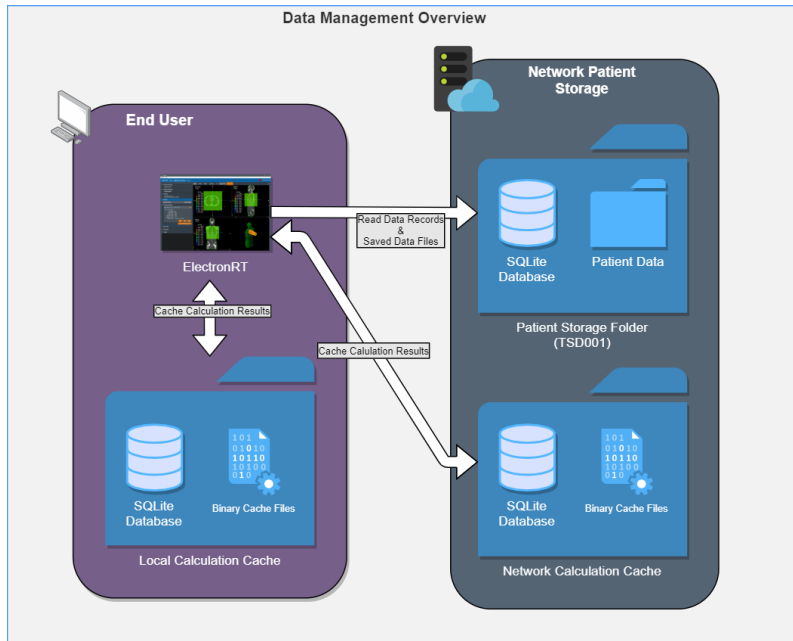 Data Management Overview
Network Patient
Storage
End User
ElectronRT
Read Data Records
&
Saved Data Files
SQLite
Database
Patient Data
Patient Storage Folder
(TSD001)
Cache Calculation Results
Cache Calulation Results
101
01010
10110
10100
010
SQLite
Database
Binary Cache Files
Local Calculation Cache
101
01010
10110
10100
010
SQLite
Database
Binary Cache Files
Network Calculation Cache